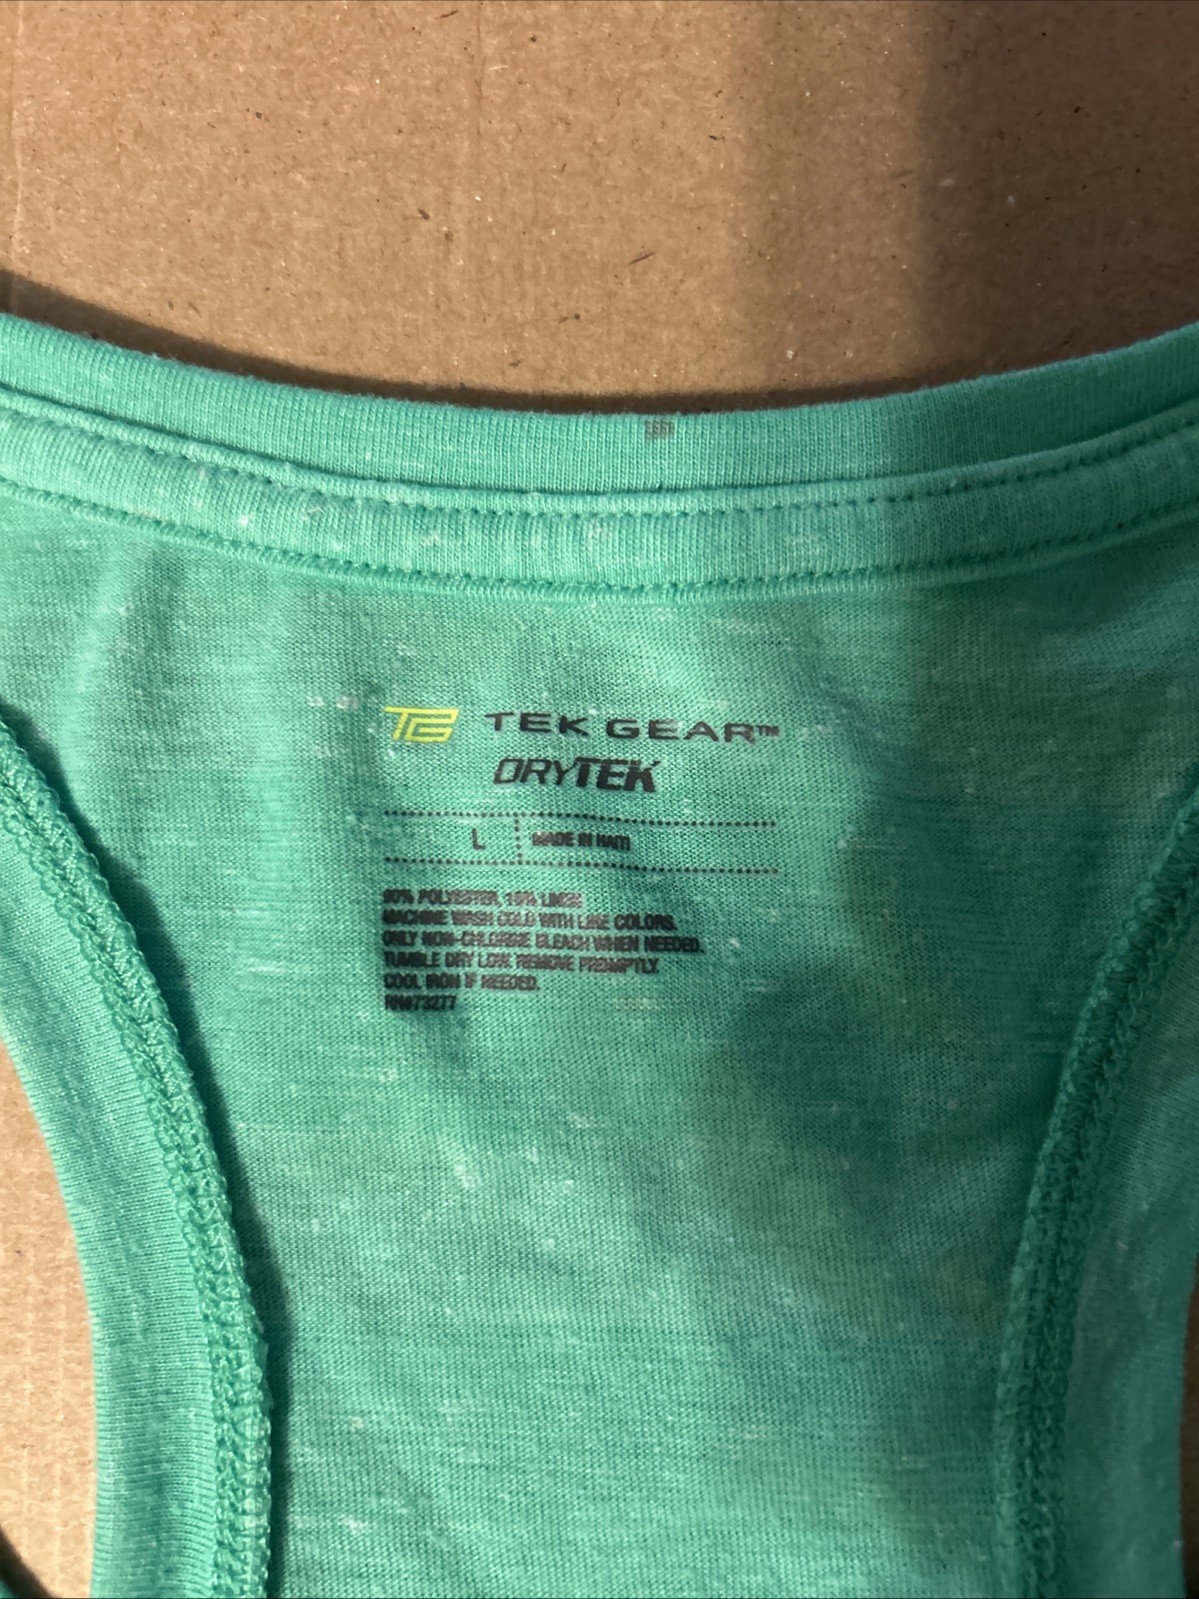 TG TEK GEAR™
DRYTEK
L MADE IN HAITI
90% POLYESTER, 10% LINEN
MACHINE WASH COLD WITH LIKE COLORS.
ONLY NON-CHLORINE BLEACH WHEN NEEDED.
TUMBLE DRY LOW. REMOVE PROMPTLY.
COOL IRON IF NEEDED.
RN#73277